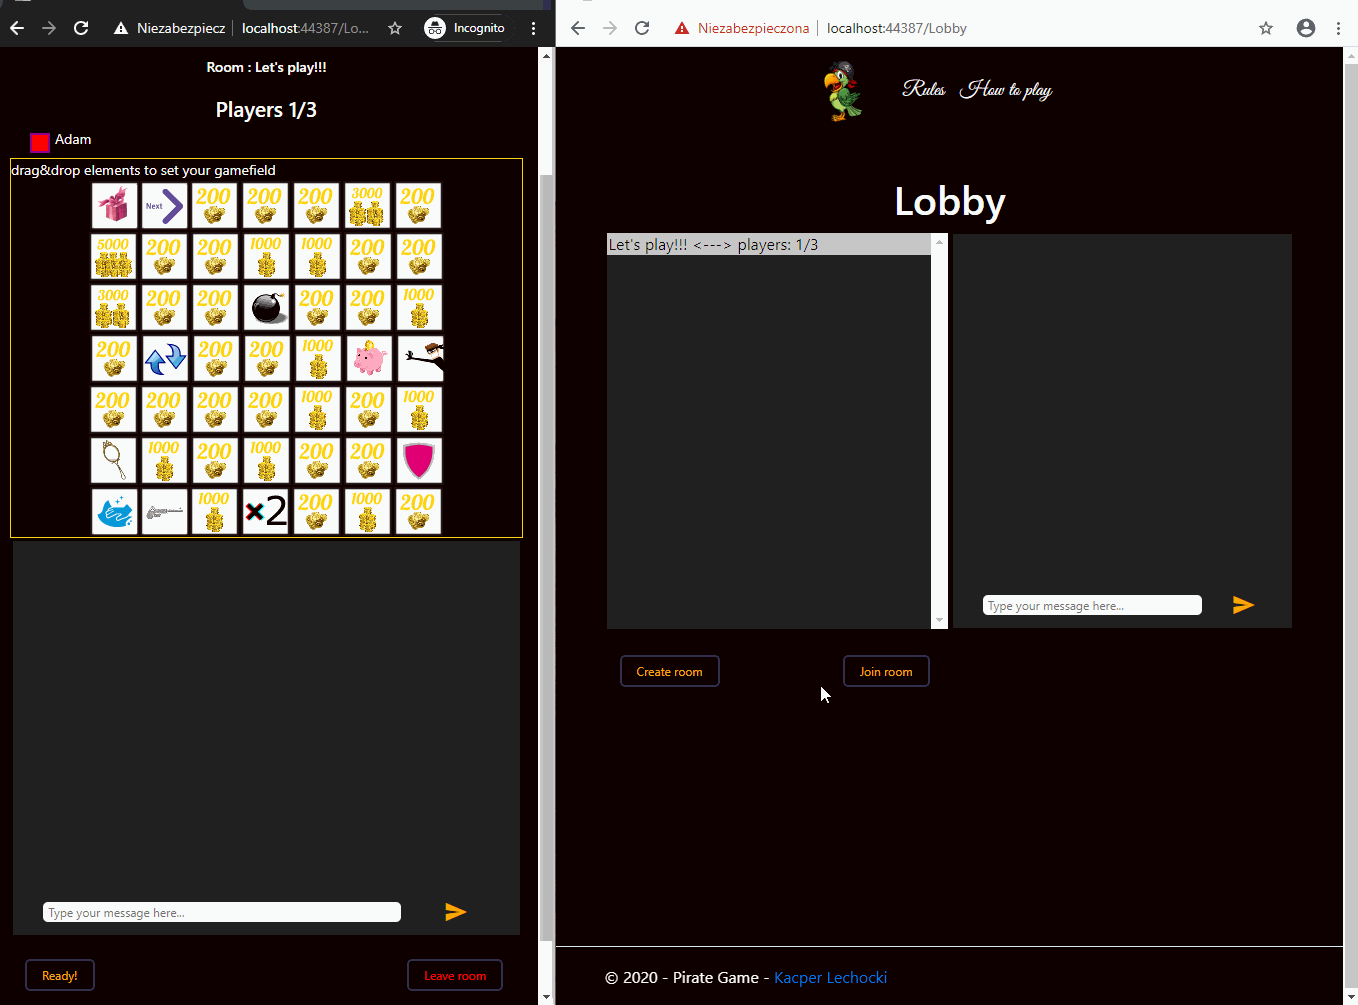 Niezabezpiecz
localhost:44387/Lo...
Incognito
Room : Let's play!!!
Players 1/3
Adam
drag&drop elements to set your gamefield
Next 200 200 200 3000 200
5000 200 200 1000 1000 200 200
3000 200 200 200 200 1000
200 200 200 1000
200 200 200 200 1000 200 1000
1000 200 1000 200 200
1000 ×2 200 1000 200
Type your message here...
Ready!
Leave room
Niezabezpieczona
localhost:44387/Lobby
Rules
How to play
Lobby
Let's play!!! <---> players: 1/3
Type your message here...
Create room
Join room
© 2020 - Pirate Game - Kacper Lechocki